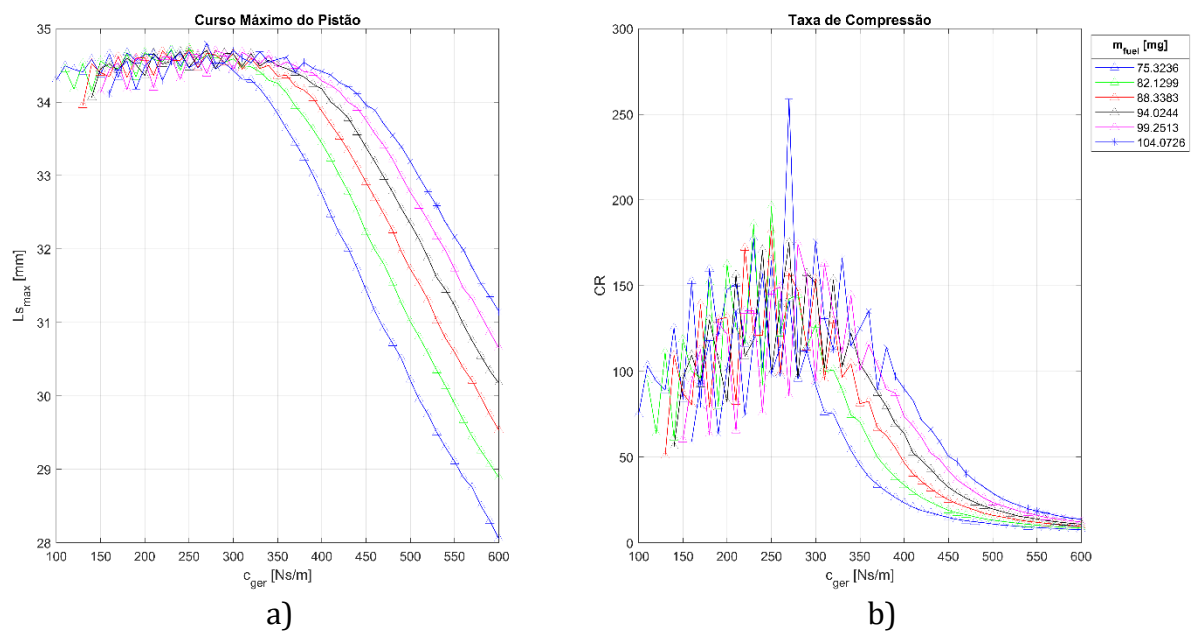 Curso Máximo do Pistão
35
34
33
32
31
30
29
28
Ls_max [mm]
100 150 200 250 300 350 400 450 500 550 600
c_ger [Ns/m]
a)
Taxa de Compressão
300
250
200
150
100
50
0
CR
100 150 200 250 300 350 400 450 500 550 600
c_ger [Ns/m]
b)
m_fuel [mg]
75.3236
82.1299
88.3383
94.0244
99.2513
104.0726